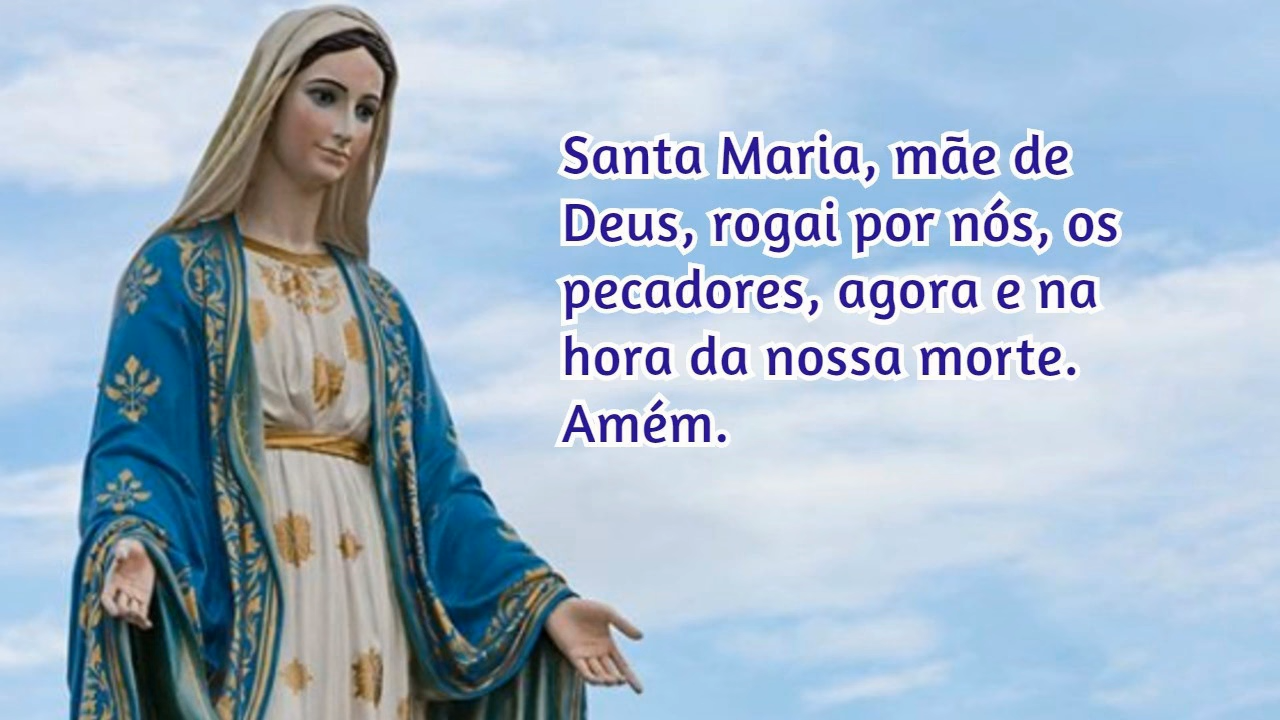 Santa Maria, mãe de
Deus, rogai por nós, os
pecadores, agora e na
hora da nossa morte.
Amém.